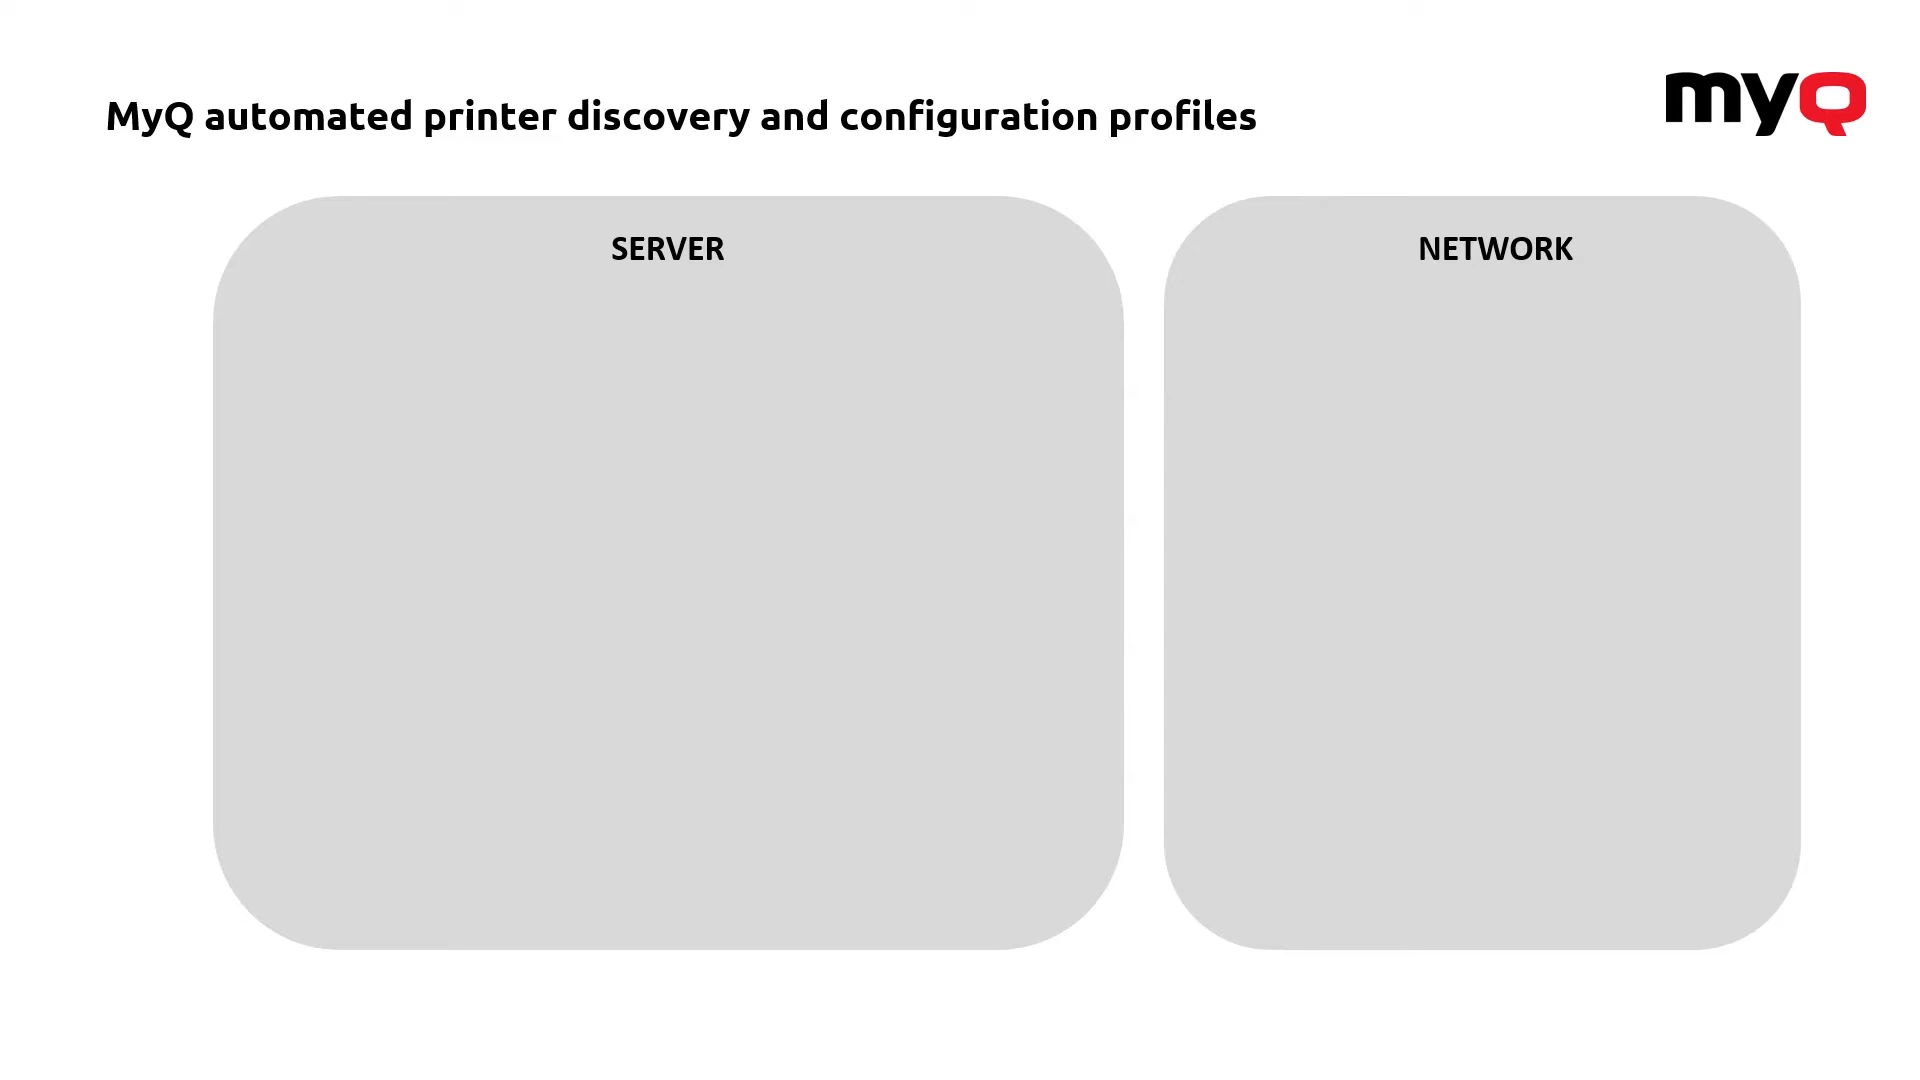 MyQ automated printer discovery and configuration profiles
myQ
SERVER
NETWORK